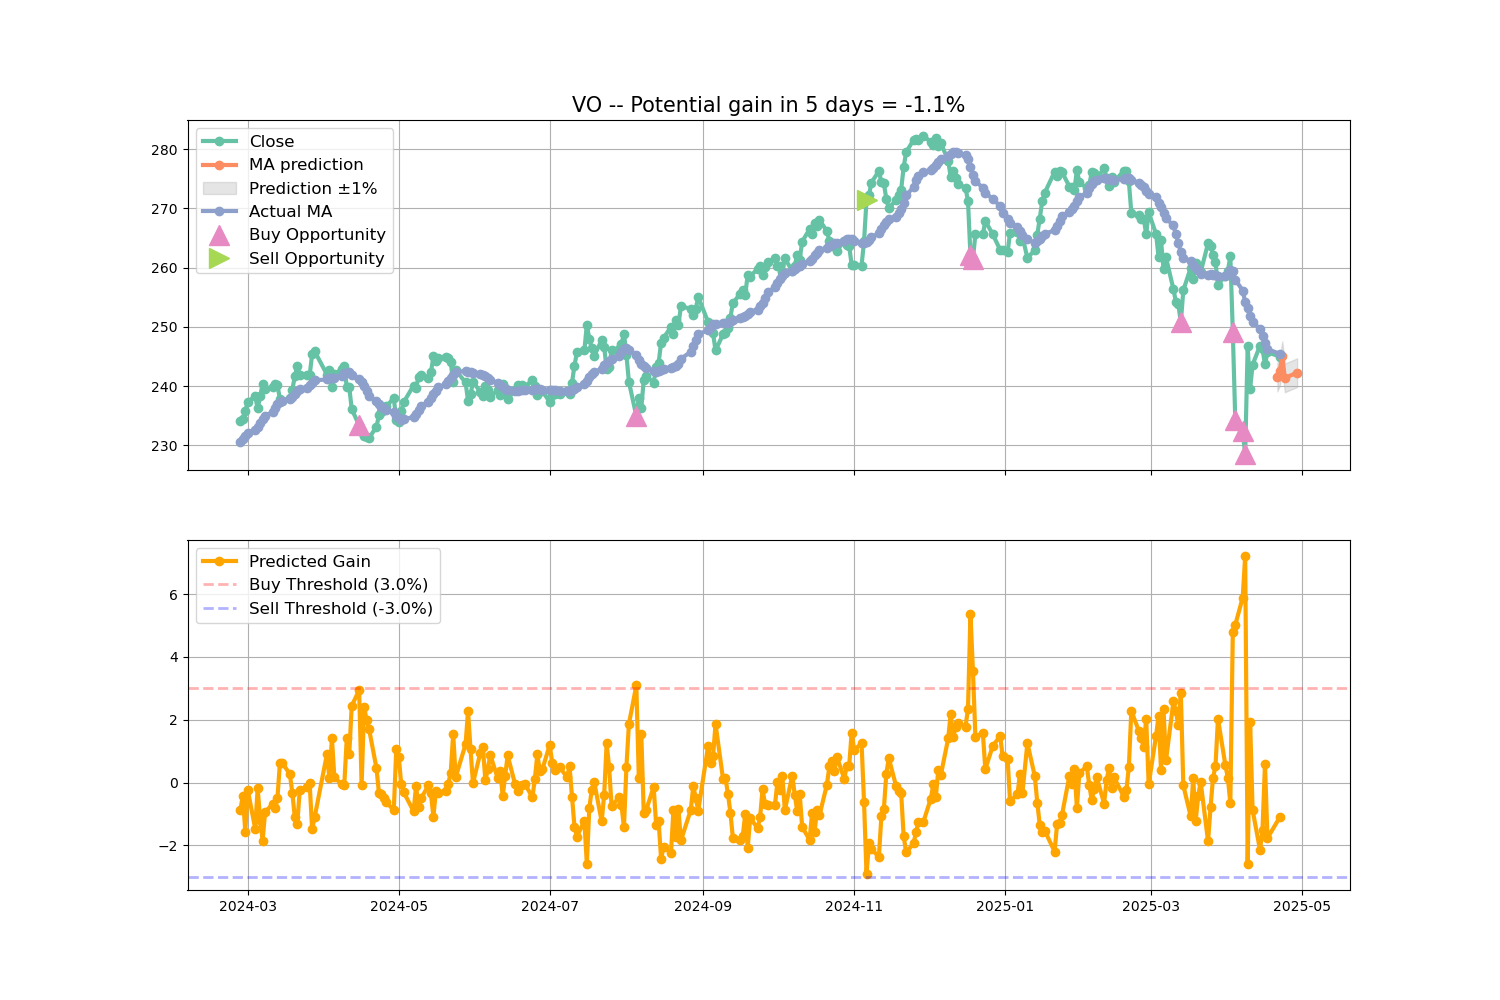 VO -- Potential gain in 5 days = -1.1%
Close
MA prediction
Prediction ±1%
Actual MA
Buy Opportunity
Sell Opportunity
280
270
260
250
240
230
Predicted Gain
Buy Threshold (3.0%)
Sell Threshold (-3.0%)
6
4
2
0
−2
2024-03
2024-05
2024-07
2024-09
2024-11
2025-01
2025-03
2025-05